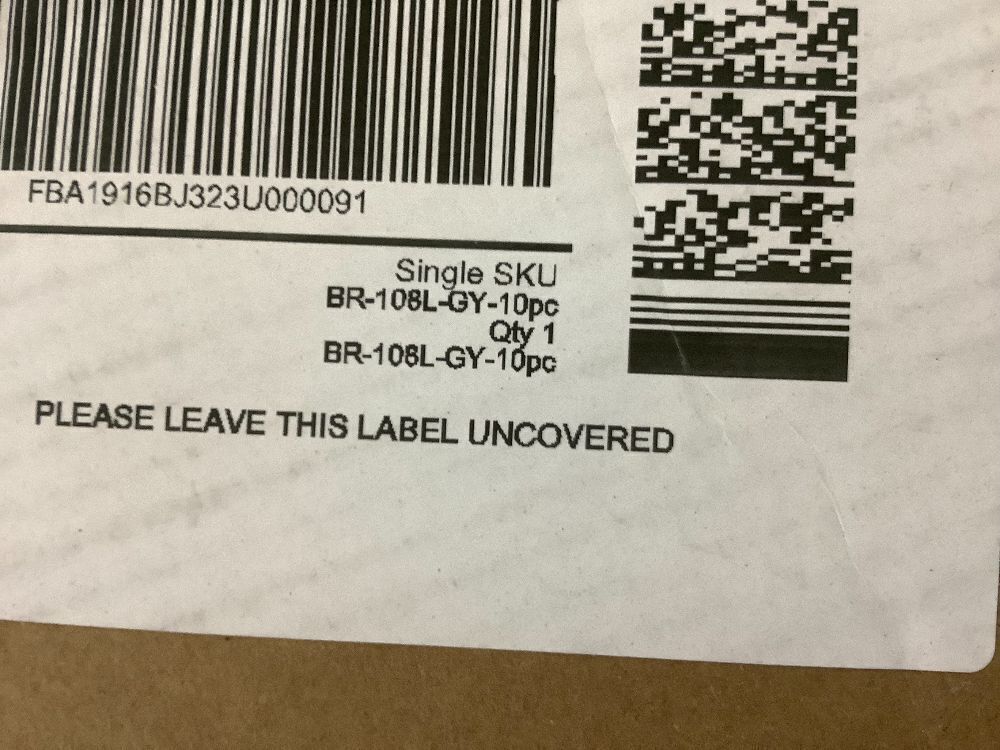 FBA1916BJ323U000091
Single SKU
BR-108L-GY-10pc
Qty 1
BR-108L-GY-10pc
PLEASE LEAVE THIS LABEL UNCOVERED